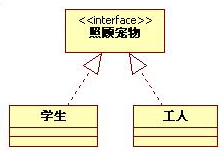 <<interface>>
照顾宠物
学生
工人